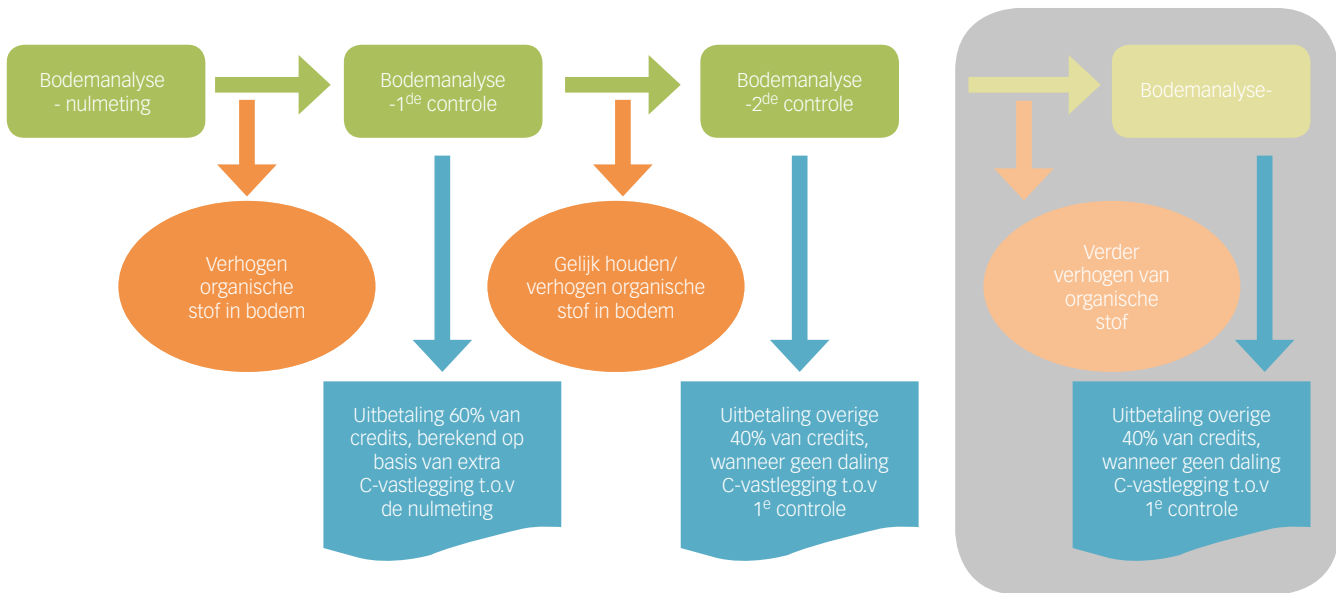 Bodemanalyse
- nulmeting
Bodemanalyse
-1de controle
Bodemanalyse
-2de controle
Bodemanalyse-
Verhogen
organische
stof in bodem
Gelijk houden/
verhogen organische
stof in bodem
Verder
verhogen van
organische
stof
Uitbetaling 60% van
credits, berekend op
basis van extra
C-vastlegging t.o.v
de nulmeting
Uitbetaling overige
40% van credits,
wanneer geen daling
C-vastlegging t.o.v
1e controle
Uitbetaling overige
40% van credits,
wanneer geen daling
C-vastlegging t.o.v
1e controle